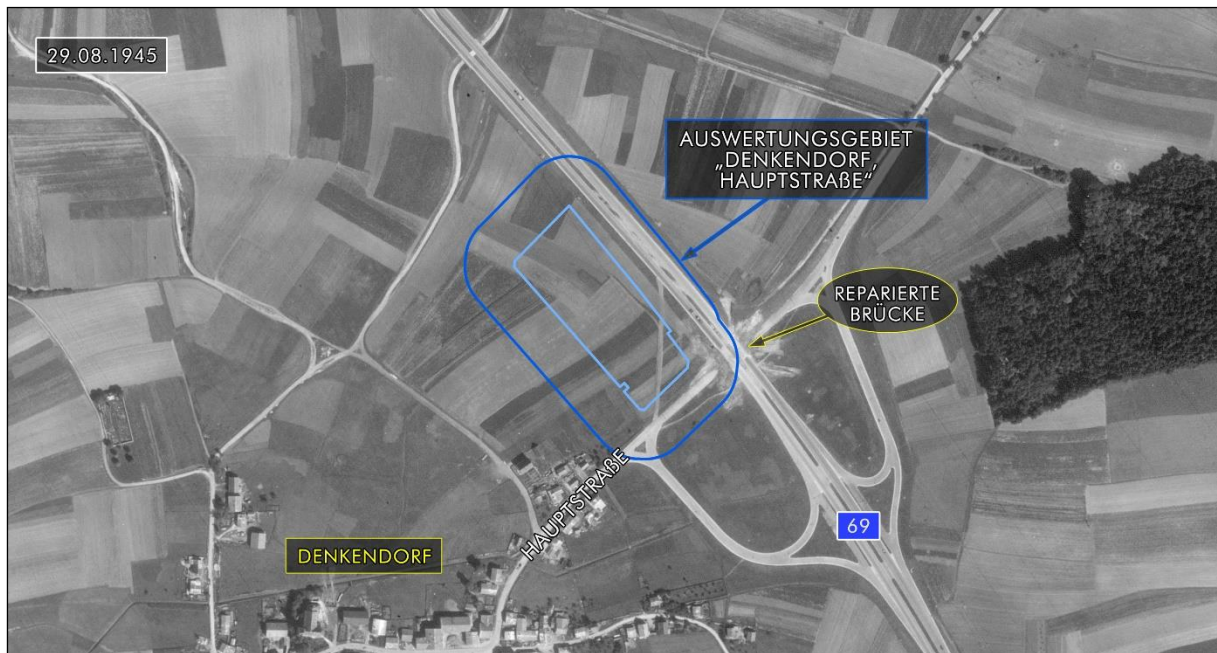 29.08.1945
AUSWERTUNGSGEBIET
„DENKENDORF,
HAUPTSTRAßE“
REPARIERTE
BRÜCKE
HAUPTSTRAßE
69
DENKENDORF